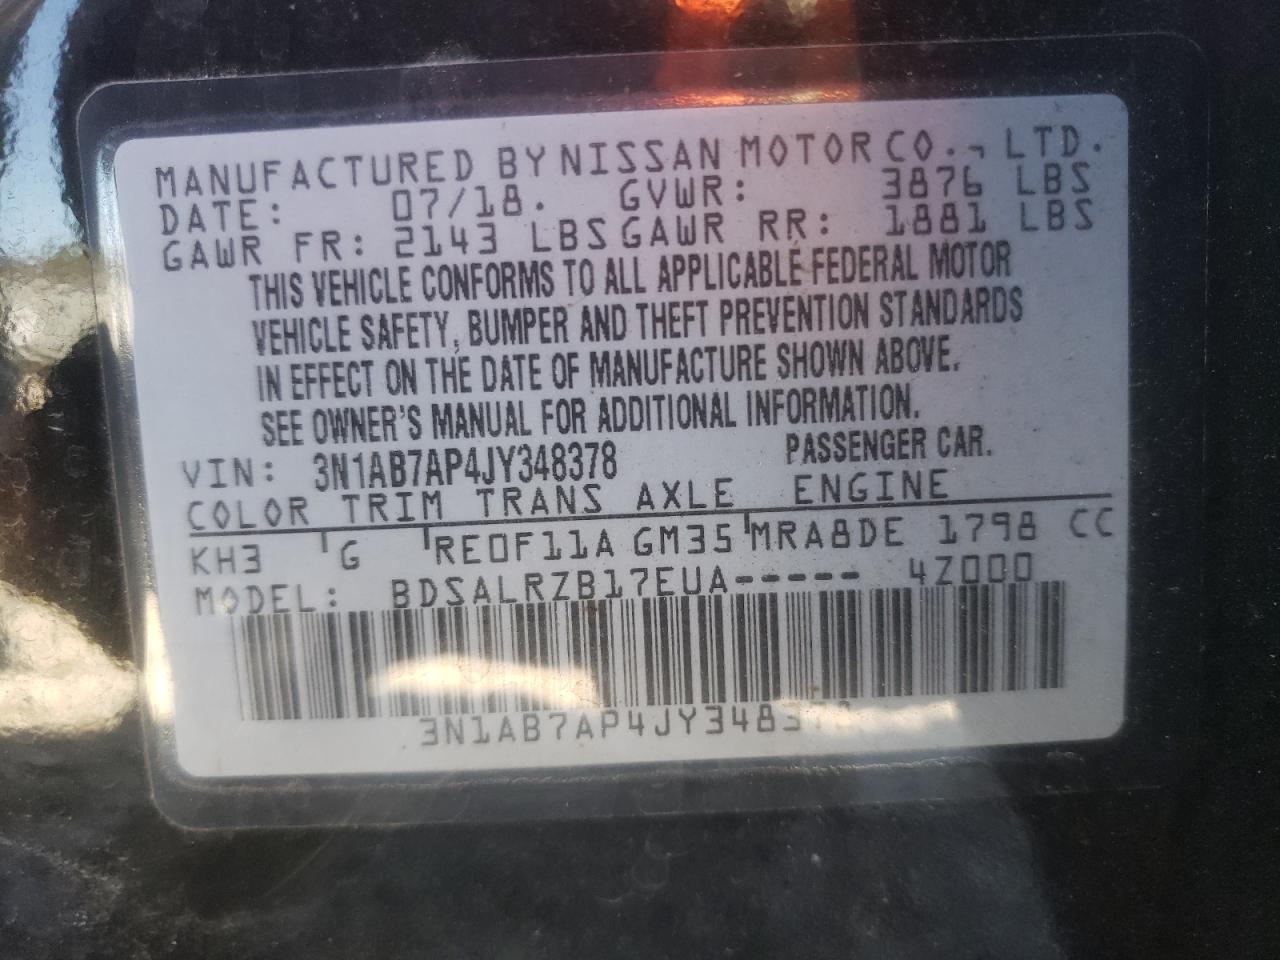 MANUFACTURED BY NISSAN MOTOR CO., LTD.
DATE: 07/18. GVWR: 3876 LBS
GAWR FR: 2143 LBS GAWR RR: 1881 LBS
THIS VEHICLE CONFORMS TO ALL APPLICABLE FEDERAL MOTOR
VEHICLE SAFETY, BUMPER AND THEFT PREVENTION STANDARDS
IN EFFECT ON THE DATE OF MANUFACTURE SHOWN ABOVE.
SEE OWNER'S MANUAL FOR ADDITIONAL INFORMATION.
VIN: 3N1AB7AP4JY348378 PASSENGER CAR.
COLOR TRIM TRANS AXLE ENGINE
KH3 G RE0F11A GM35 MRA8DE 1798 CC
MODEL: BDSALRZB17EUA----- 4Z000
3N1AB7AP4JY348378